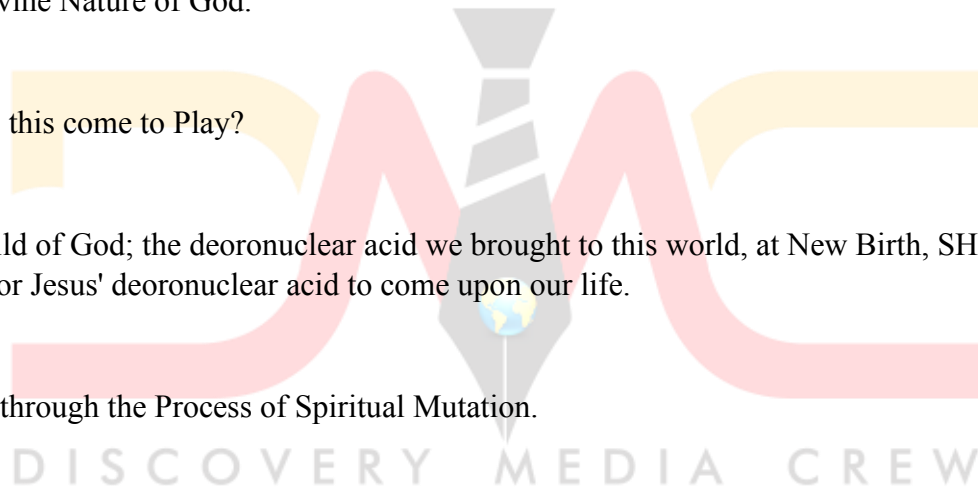 vine Nature of God.
this come to Play?
ild of God; the deoronuclear acid we brought to this world, at New Birth, SH
or Jesus' deoronuclear acid to come upon our life.
through the Process of Spiritual Mutation.
DISCOVERY MEDIA CREW